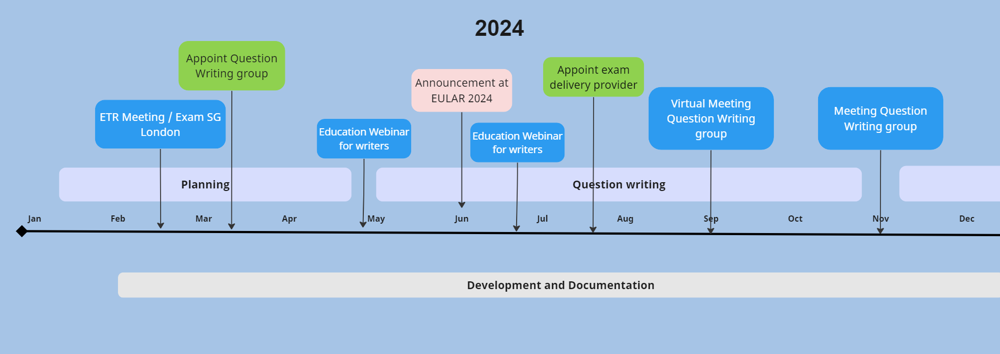 2024
Appoint Question
Writing group
ETR Meeting / Exam SG
London
Education Webinar
for writers
Announcement at
EULAR 2024
Education Webinar
for writers
Appoint exam
delivery provider
Virtual Meeting
Question Writing
group
Meeting Question
Writing group
Planning
Question writing
Jan
Feb
Mar
Apr
May
Jun
Jul
Aug
Sep
Oct
Nov
Dec
Development and Documentation